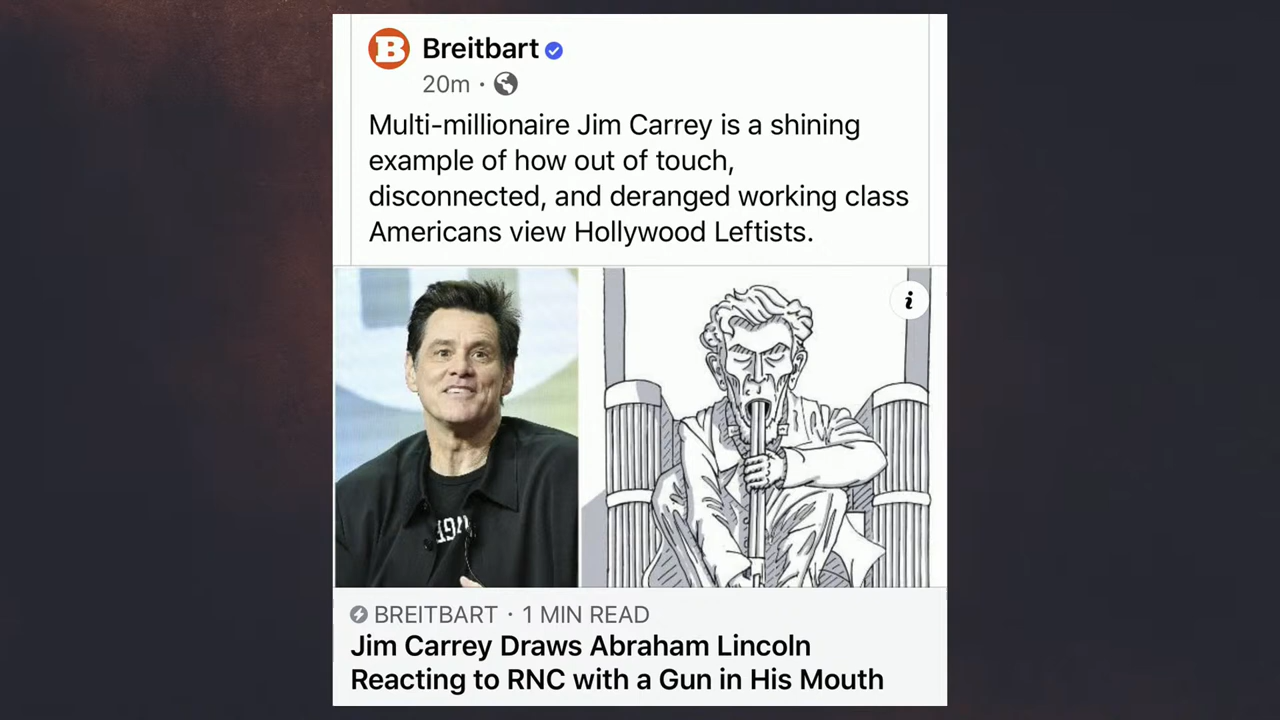 B Breitbart
20m ·
Multi-millionaire Jim Carrey is a shining
example of how out of touch,
disconnected, and deranged working class
Americans view Hollywood Leftists.
i
BREITBART · 1 MIN READ
Jim Carrey Draws Abraham Lincoln
Reacting to RNC with a Gun in His Mouth